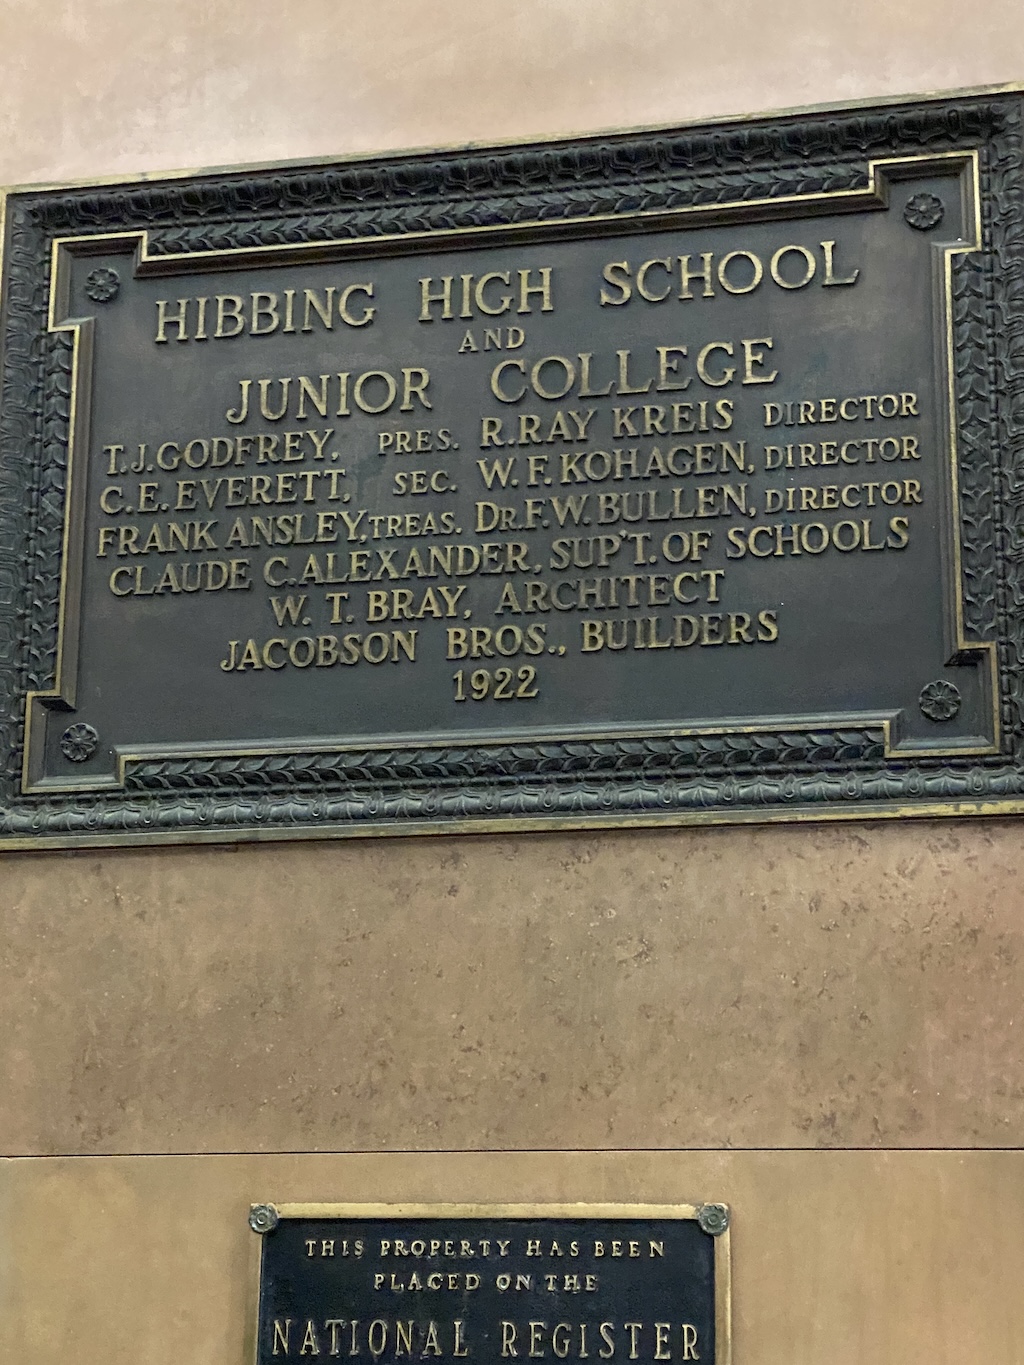 HIBBING HIGH SCHOOL
AND
JUNIOR COLLEGE
T.J. GODFREY, PRES. R. RAY KREIS DIRECTOR
C.E. EVERETT, SEC. W.F. KOHAGEN, DIRECTOR
FRANK ANSLEY, TREAS. DR. F.W. BULLEN, DIRECTOR
CLAUDE C. ALEXANDER, SUP'T. OF SCHOOLS
W. T. BRAY, ARCHITECT
JACOBSON BROS., BUILDERS
1922
THIS PROPERTY HAS BEEN
PLACED ON THE
NATIONAL REGISTER